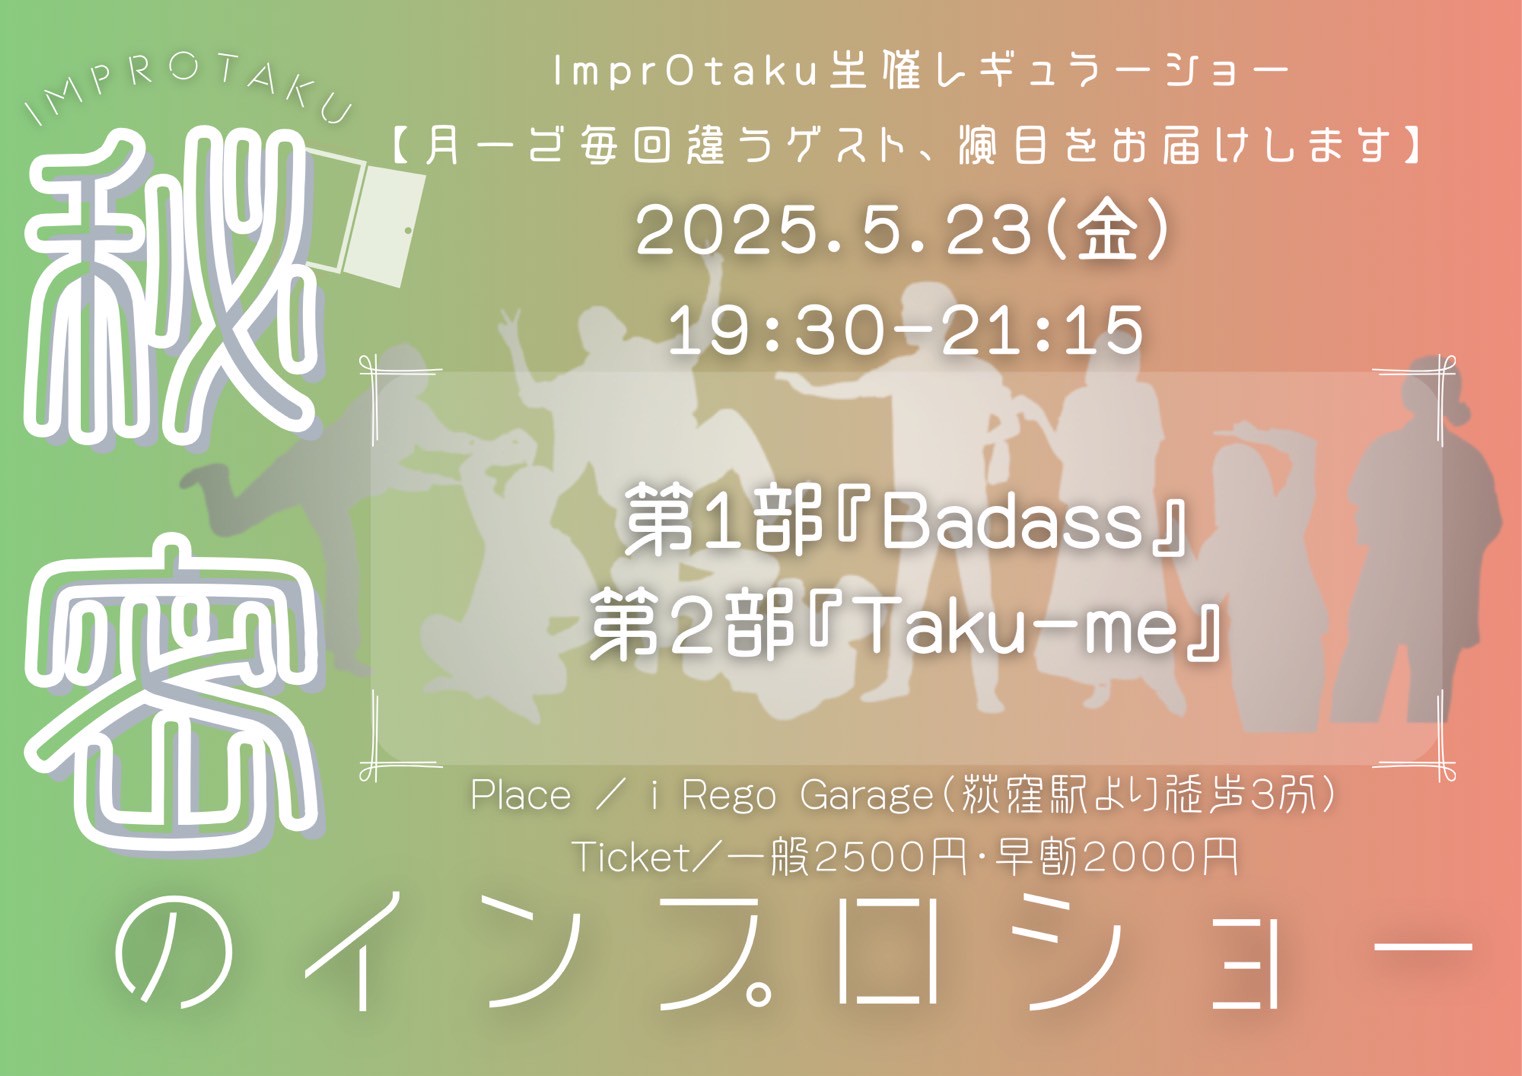 IMPROTAKU
秘密
ImprOtaku主催レギュラーショー
【月一で毎回違うゲスト、演目をお届けします】
2025.5.23(金)
19:30-21:15
第1部『Badass』
第2部『Taku-me』
Place / i Rego Garage(荻窪駅より徒歩3分)
Ticket/一般2500円・早割2000円
のインプロショー